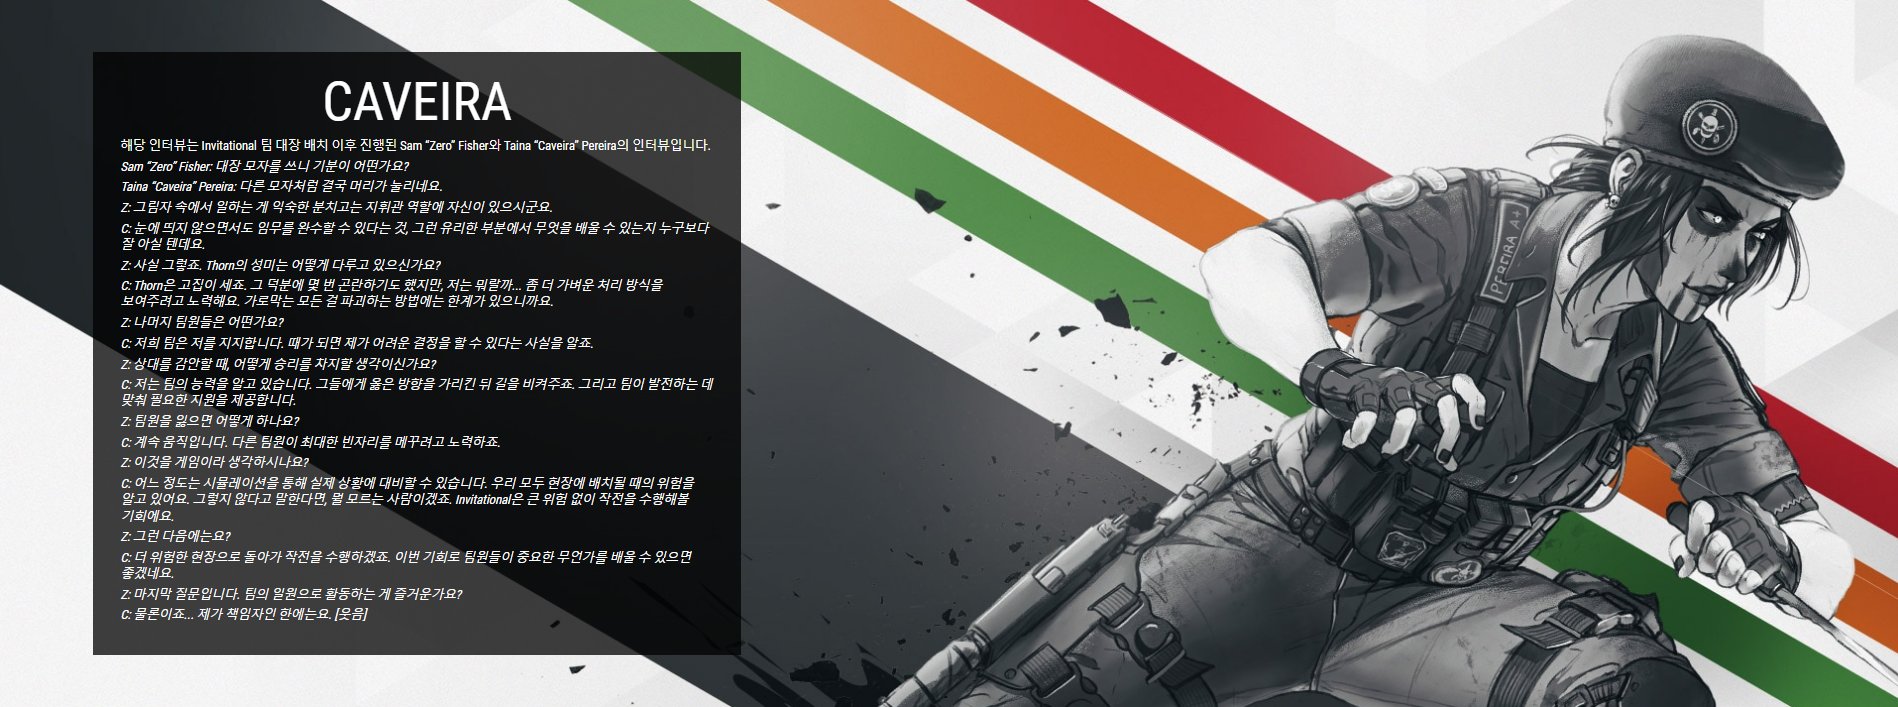 CAVEIRA
해당 인터뷰는 Invitational 팀 대장 배치 이후 진행된 Sam “Zero” Fisher와 Taina “Caveira” Pereira의 인터뷰입니다.
Sam “Zero” Fisher: 대장 모자를 쓰니 기분이 어떤가요?
Taina “Caveira” Pereira: 다른 모자처럼 결국 머리가 눌리네요.
Z: 그림자 속에서 일하는 게 익숙한 분치고는 지휘관 역할에 자신이 있으시군요.
C: 눈에 띄지 않으면서도 임무를 완수할 수 있다는 것, 그런 유리한 부분에서 무엇을 배울 수 있는지 누구보다
잘 아실 텐데요.
Z: 사실 그렇죠. Thorn의 성미는 어떻게 다루고 있으신가요?
C: Thorn은 고집이 세죠. 그 덕분에 몇 번 곤란하기도 했지만, 저는 뭐랄까... 좀 더 가벼운 처리 방식을
보여주려고 노력해요. 가로막는 모든 걸 파괴하는 방법에는 한계가 있으니까요.
Z: 나머지 팀원들은 어떤가요?
C: 저희 팀은 저를 지지합니다. 때가 되면 제가 어려운 결정을 할 수 있다는 사실을 알죠.
Z: 상대를 감안할 때, 어떻게 승리를 차지할 생각이신가요?
C: 저는 팀의 능력을 알고 있습니다. 그들에게 옳은 방향을 가리킨 뒤 길을 비켜주죠. 그리고 팀이 발전하는 데
맞춰 필요한 지원을 제공합니다.
Z: 팀원을 잃으면 어떻게 하나요?
C: 계속 움직입니다. 다른 팀원이 최대한 빈자리를 메꾸려고 노력하죠.
Z: 이것을 게임이라 생각하시나요?
C: 어느 정도는 시뮬레이션을 통해 실제 상황에 대비할 수 있습니다. 우리 모두 현장에 배치될 때의 위험을
알고 있어요. 그렇지 않다고 말한다면, 뭘 모르는 사람이겠죠. Invitational은 큰 위험 없이 작전을 수행해볼
기회에요.
Z: 그런 다음에는요?
C: 더 위험한 현장으로 돌아가 작전을 수행하겠죠. 이번 기회로 팀원들이 중요한 무언가를 배울 수 있으면
좋겠네요.
Z: 마지막 질문입니다. 팀의 일원으로 활동하는 게 즐거운가요?
C: 물론이죠... 제가 책임자인 한에는요. [웃음]
PEREIRA A+